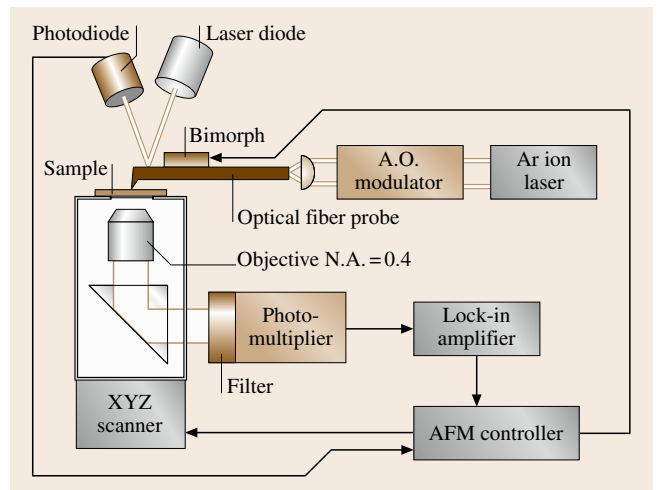 Photodiode
Laser diode
Bimorph
A.O.
modulator
Ar ion
laser
Sample
Optical fiber probe
Objective N.A. = 0.4
Photo-
multiplier
Lock-in
amplifier
Filter
XYZ
scanner
AFM controller